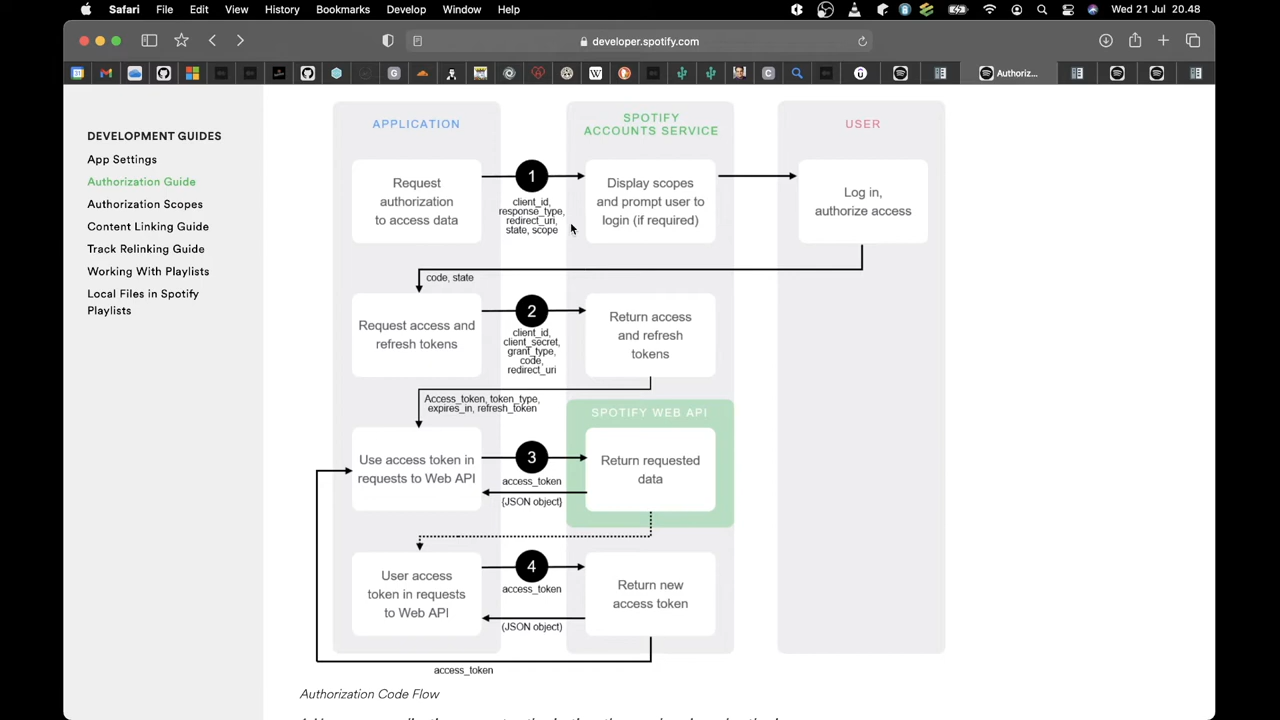 Safari File Edit View History Bookmarks Develop Window Help
Wed 21 Jul 20.48
developer.spotify.com
Authoriz...
DEVELOPMENT GUIDES
App Settings
Authorization Guide
Authorization Scopes
Content Linking Guide
Track Relinking Guide
Working With Playlists
Local Files in Spotify
Playlists
APPLICATION
SPOTIFY
ACCOUNTS SERVICE
USER
Request
authorization
to access data
1
client_id,
response_type,
redirect_uri,
state, scope
Display scopes
and prompt user to
login (if required)
Log in,
authorize access
code, state
Request access and
refresh tokens
2
client_id,
client_secret,
grant_type,
code,
redirect_uri
Return access
and refresh
tokens
Access_token, token_type,
expires_in, refresh_token
SPOTIFY WEB API
Use access token in
requests to Web API
3
access_token
{JSON object}
Return requested
data
User access
token in requests
to Web API
4
access_token
{JSON object}
Return new
access token
access_token
Authorization Code Flow